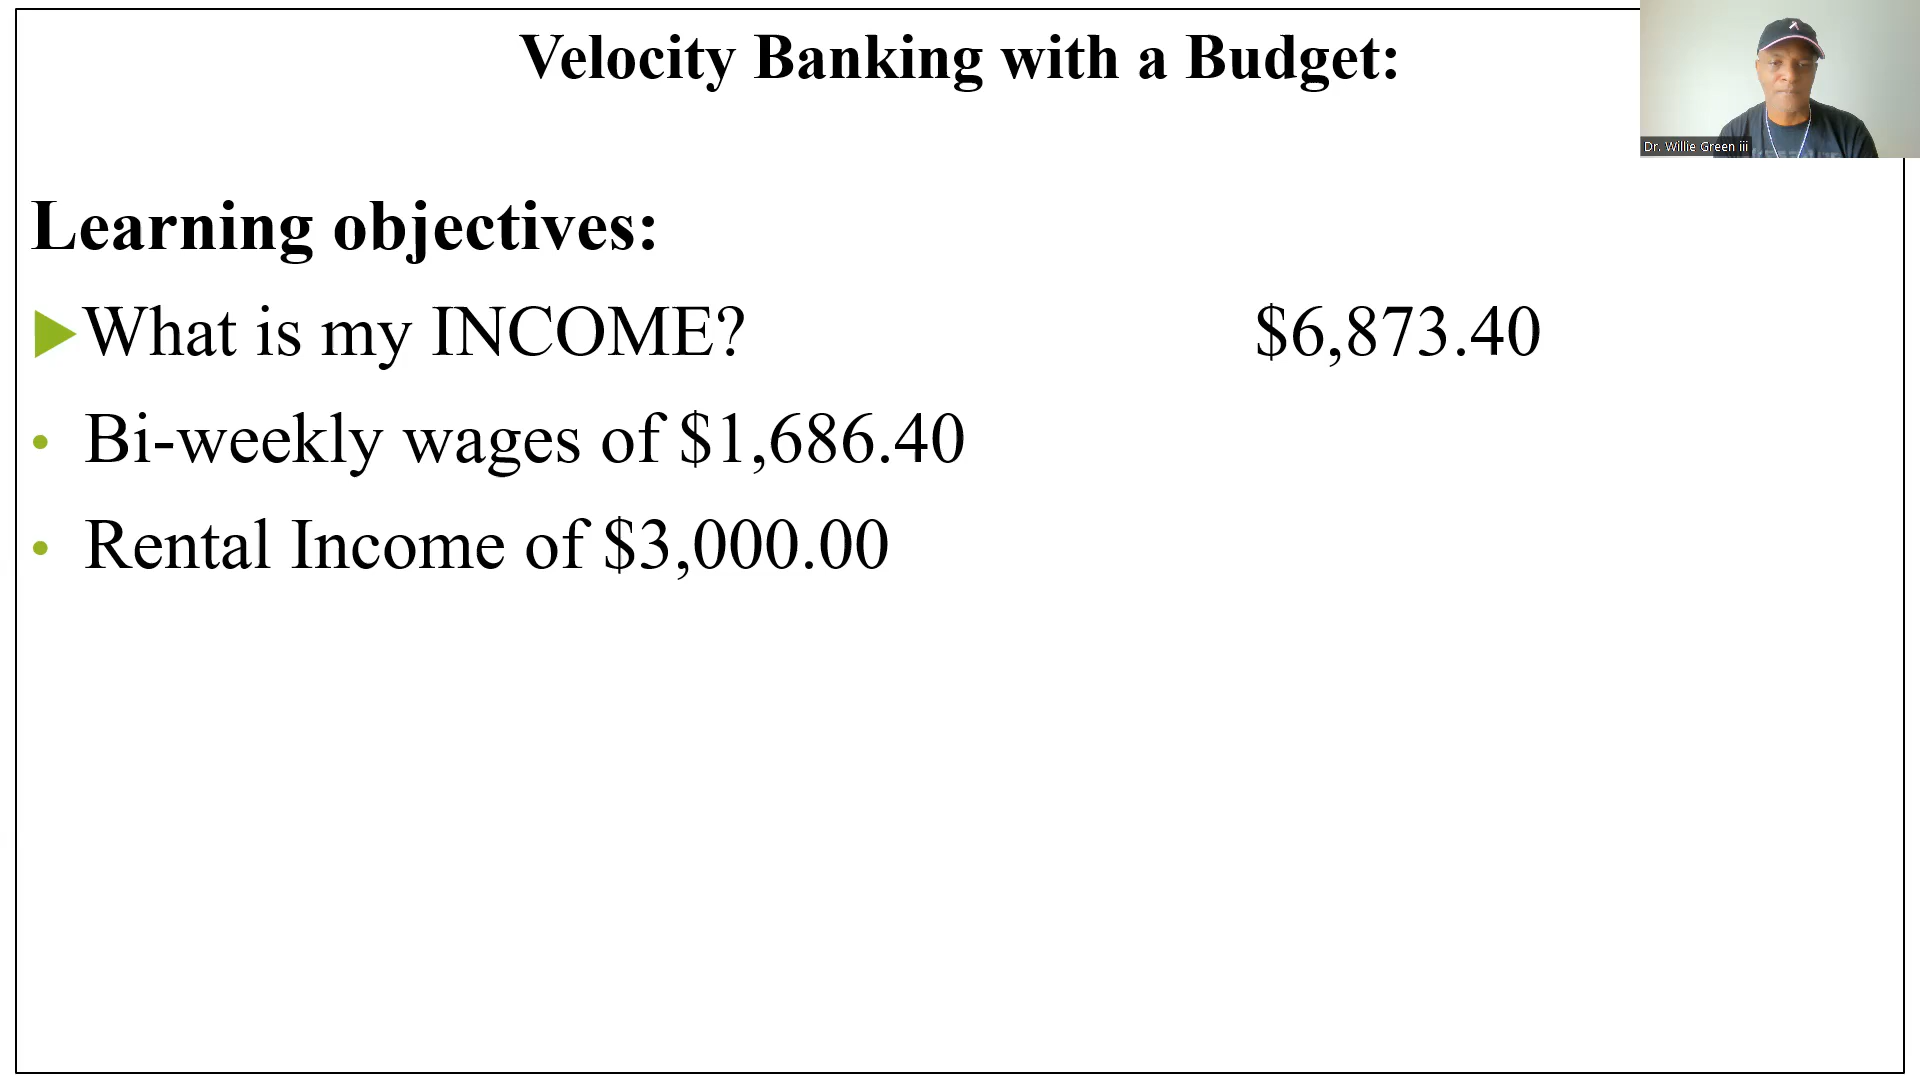 Velocity Banking with a Budget:
Dr. Willie Green iii
Learning objectives:
What is my INCOME? $6,873.40
• Bi-weekly wages of $1,686.40
• Rental Income of $3,000.00